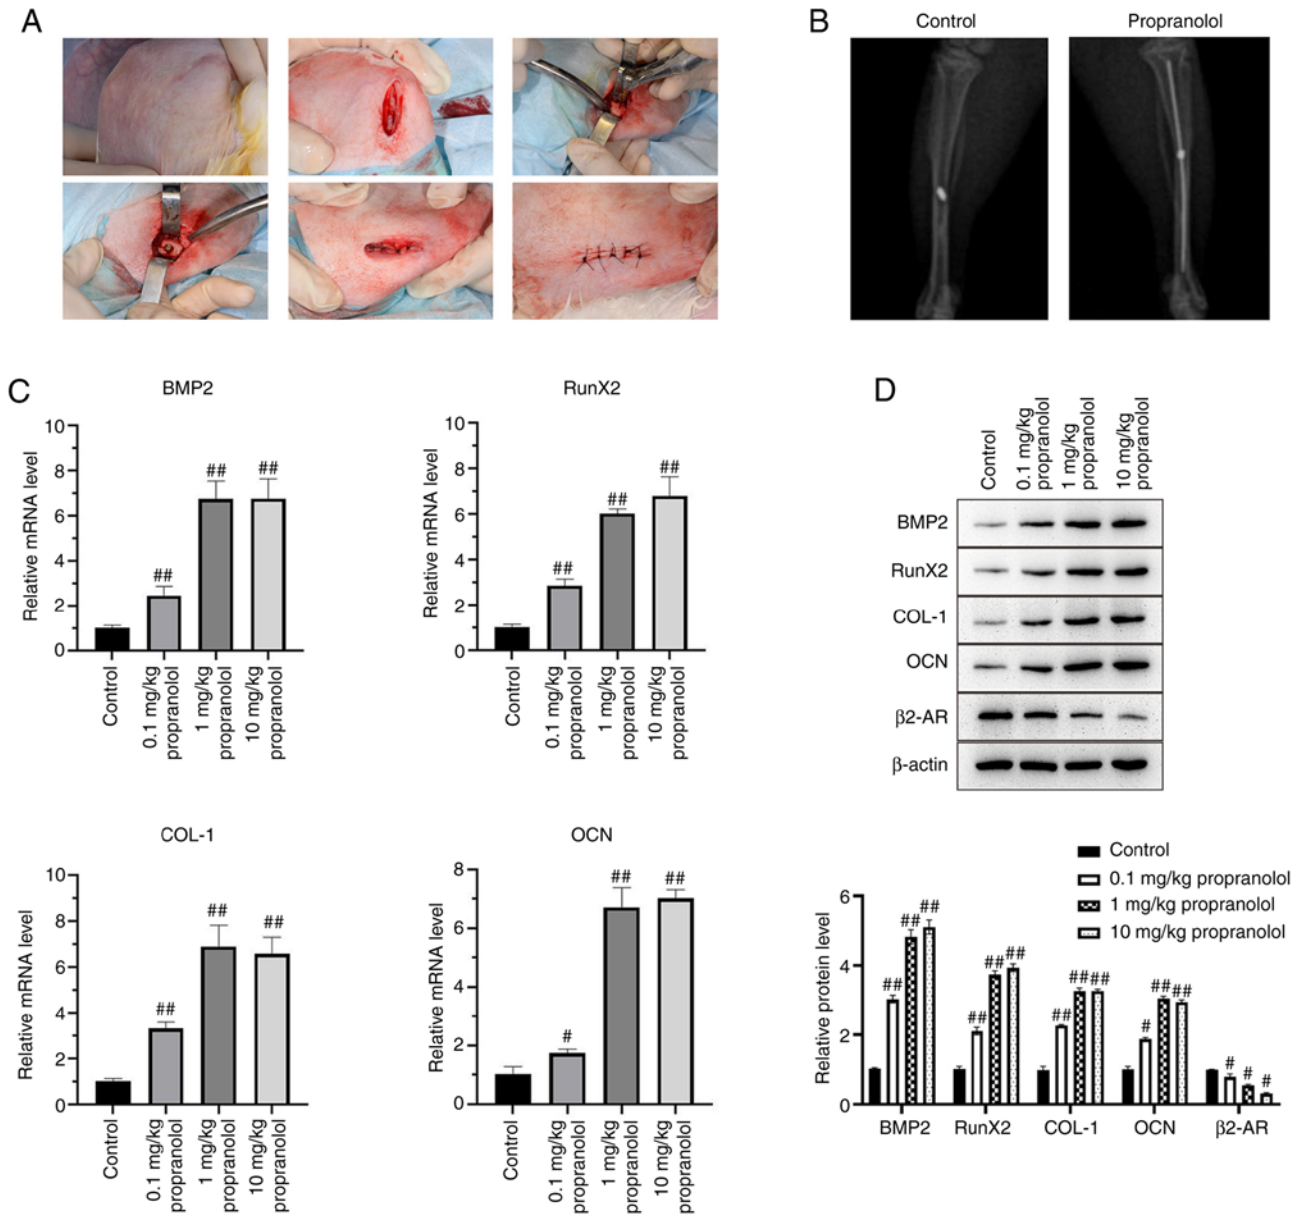 A
B
Control
Propranolol
C
BMP2
Relative mRNA level
10
8
6
4
2
0
##
##
##
Control
0.1 mg/kg
propranolol
1 mg/kg
propranolol
10 mg/kg
propranolol
RunX2
Relative mRNA level
10
8
6
4
2
0
##
##
##
Control
0.1 mg/kg
propranolol
1 mg/kg
propranolol
10 mg/kg
propranolol
D
Control
0.1 mg/kg
propranolol
1 mg/kg
propranolol
10 mg/kg
propranolol
BMP2
RunX2
COL-1
OCN
β2-AR
β-actin
COL-1
Relative mRNA level
10
8
6
4
2
0
##
##
##
Control
0.1 mg/kg
propranolol
1 mg/kg
propranolol
10 mg/kg
propranolol
OCN
Relative mRNA level
8
6
4
2
0
#
##
##
Control
0.1 mg/kg
propranolol
1 mg/kg
propranolol
10 mg/kg
propranolol
Control
0.1 mg/kg propranolol
1 mg/kg propranolol
10 mg/kg propranolol
Relative protein level
6
4
2
0
## ## ##
## ## ##
## ## ##
# ## ##
# # #
BMP2 RunX2 COL-1 OCN β2-AR